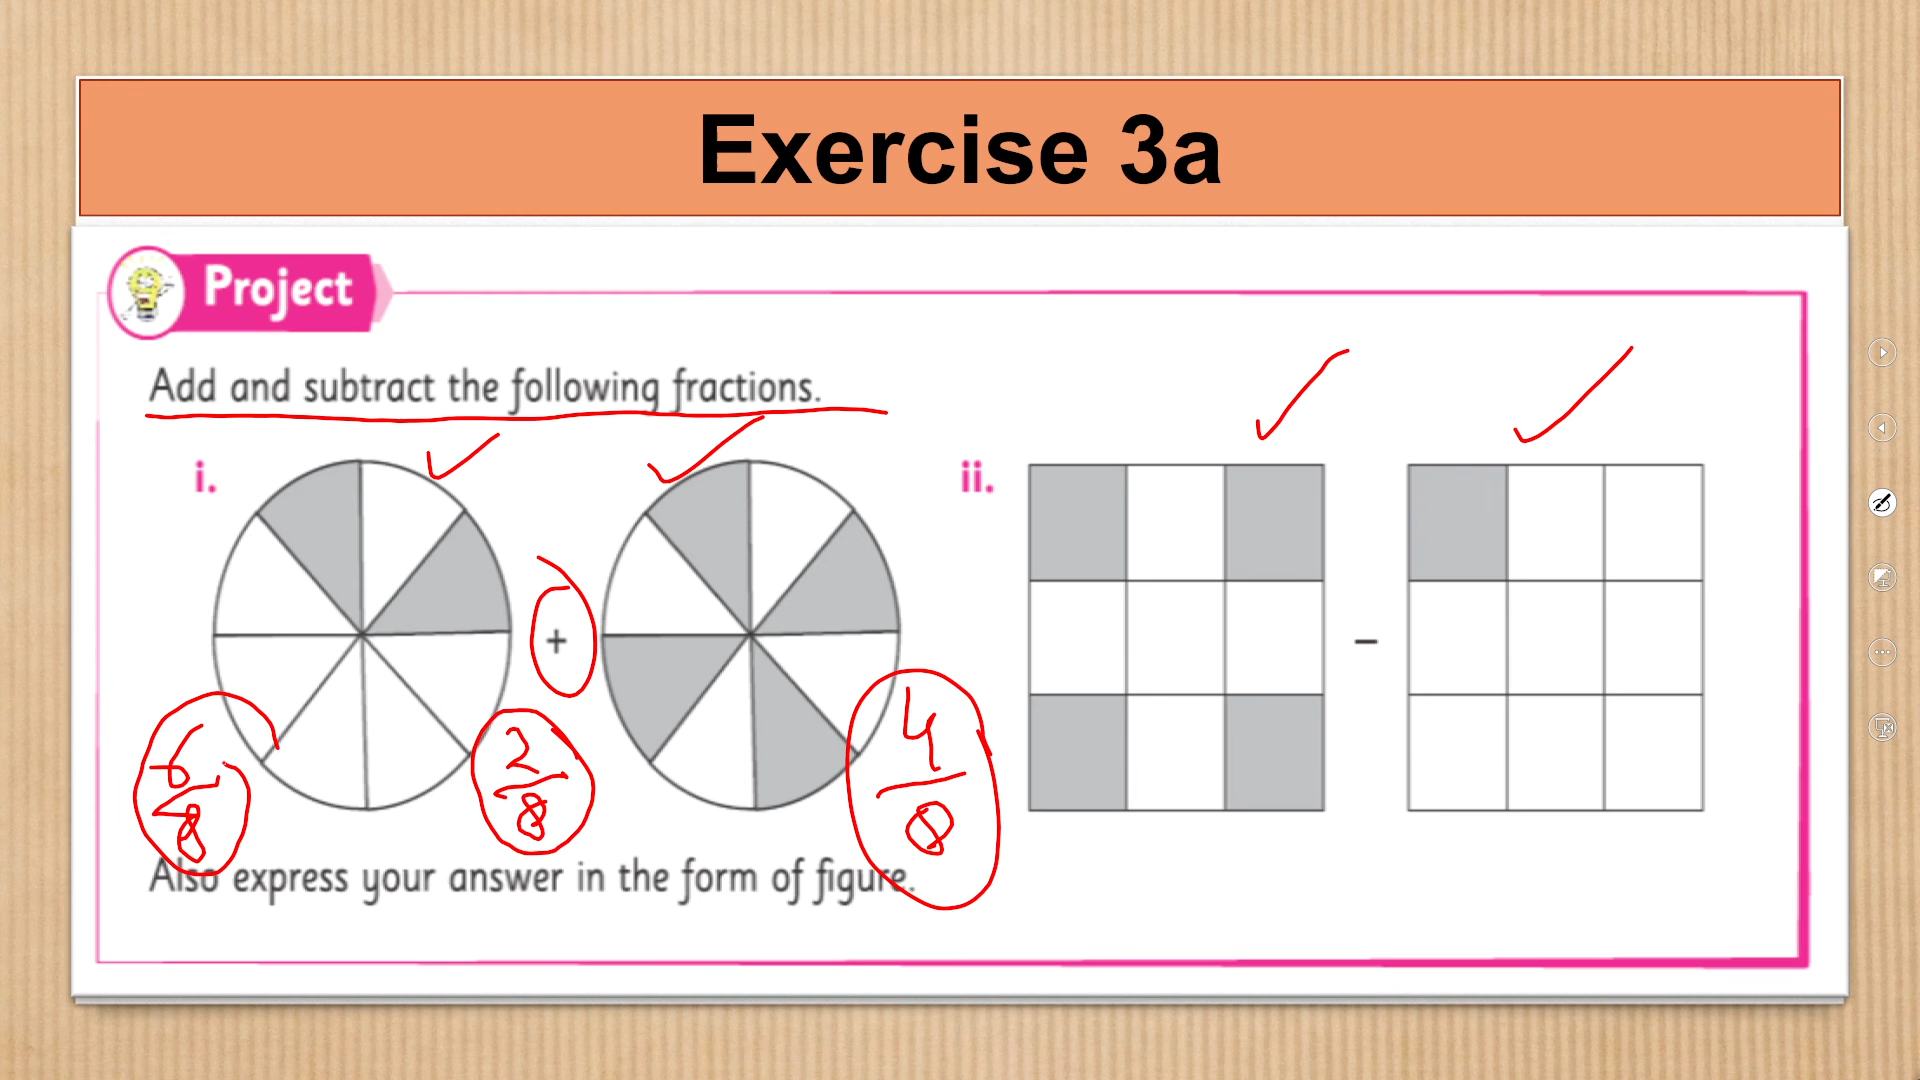 Exercise 3a
Project
Add and subtract the following fractions.
i.
+
ii.
−
6/8
2/8
4/8
Also express your answer in the form of figure.